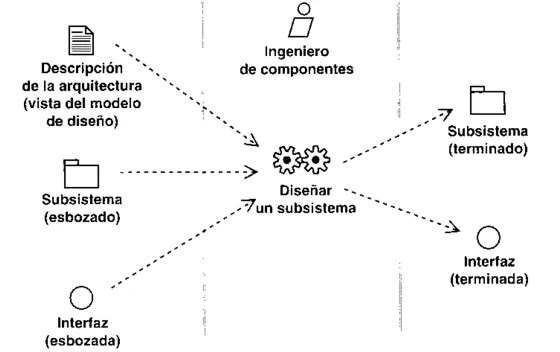 Ingeniero
de componentes
Descripción
de la arquitectura
(vista del modelo
de diseño)
Subsistema
(esbozado)
Interfaz
(esbozada)
Diseñar
un subsistema
Subsistema
(terminado)
Interfaz
(terminada)